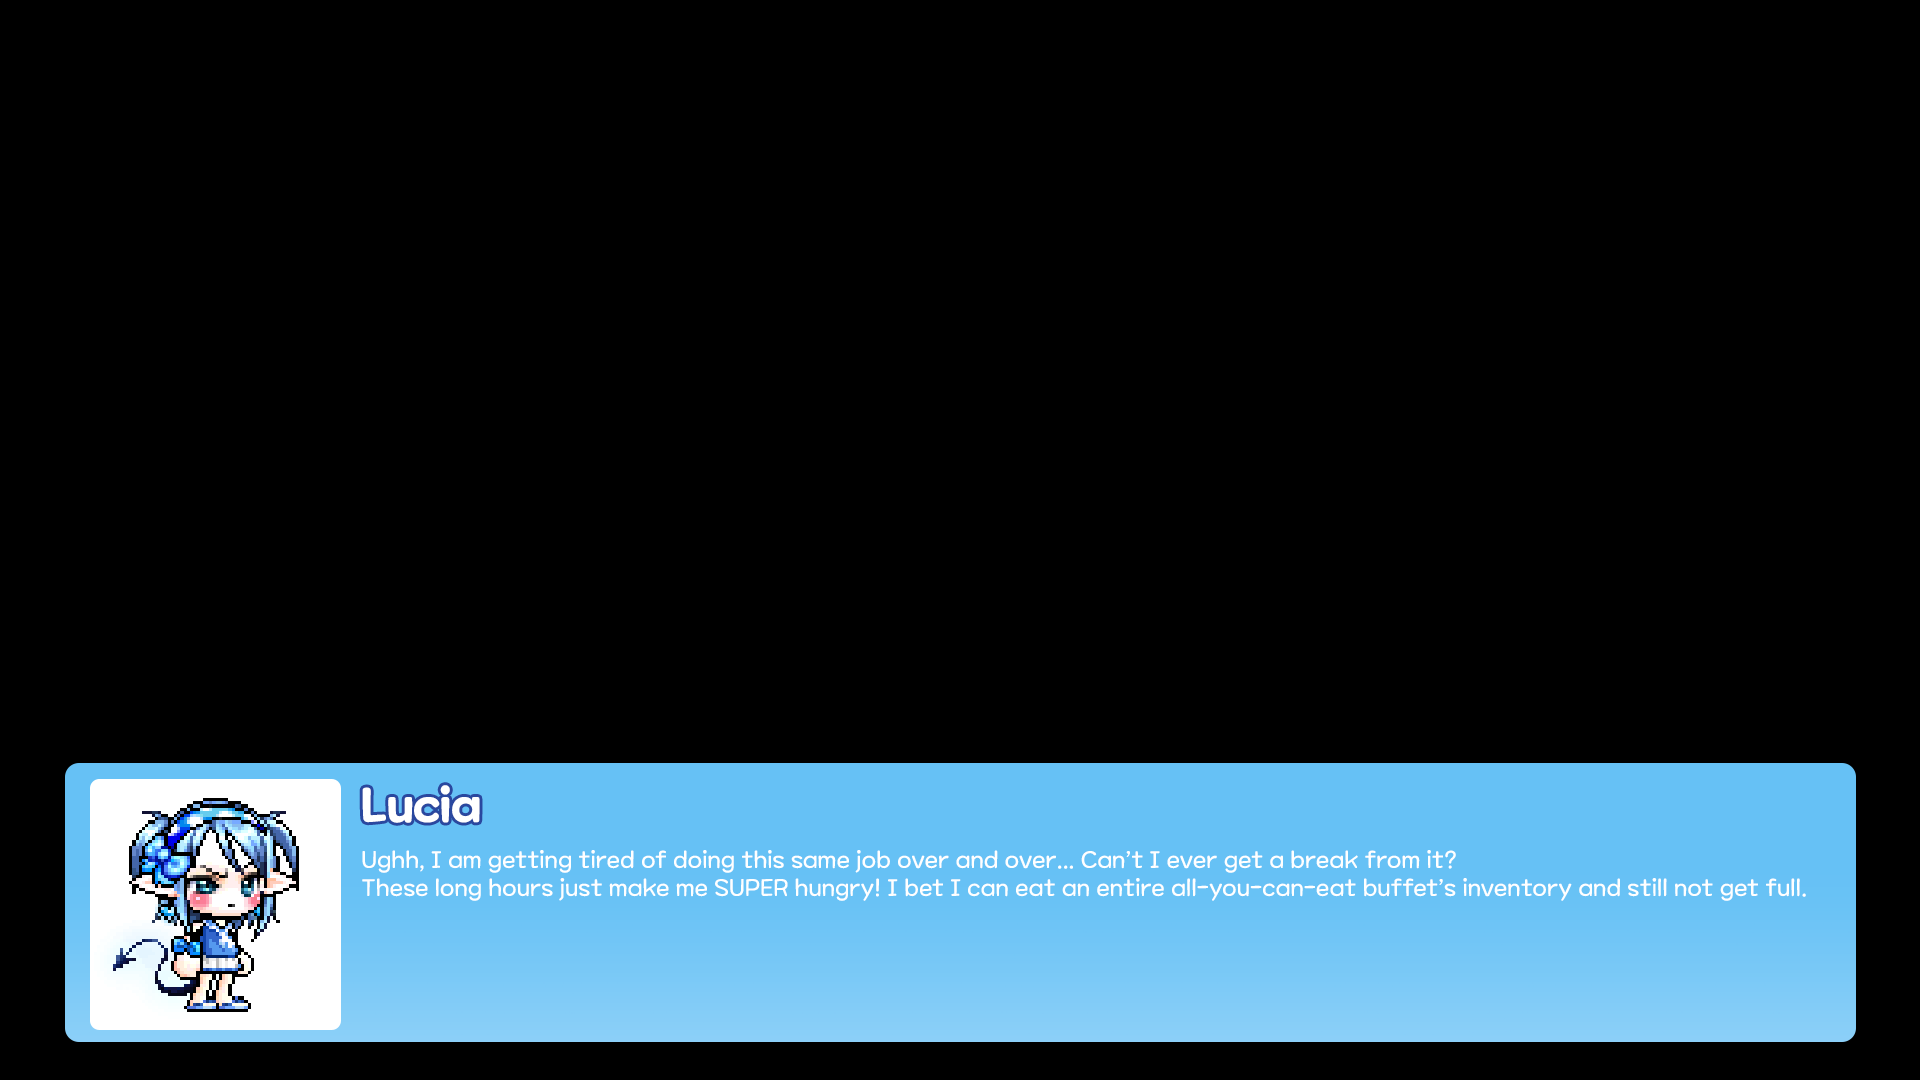 Lucia
Ughh, I am getting tired of doing this same job over and over... Can't I ever get a break from it?
These long hours just make me SUPER hungry! I bet I can eat an entire all-you-can-eat buffet's inventory and still not get full.